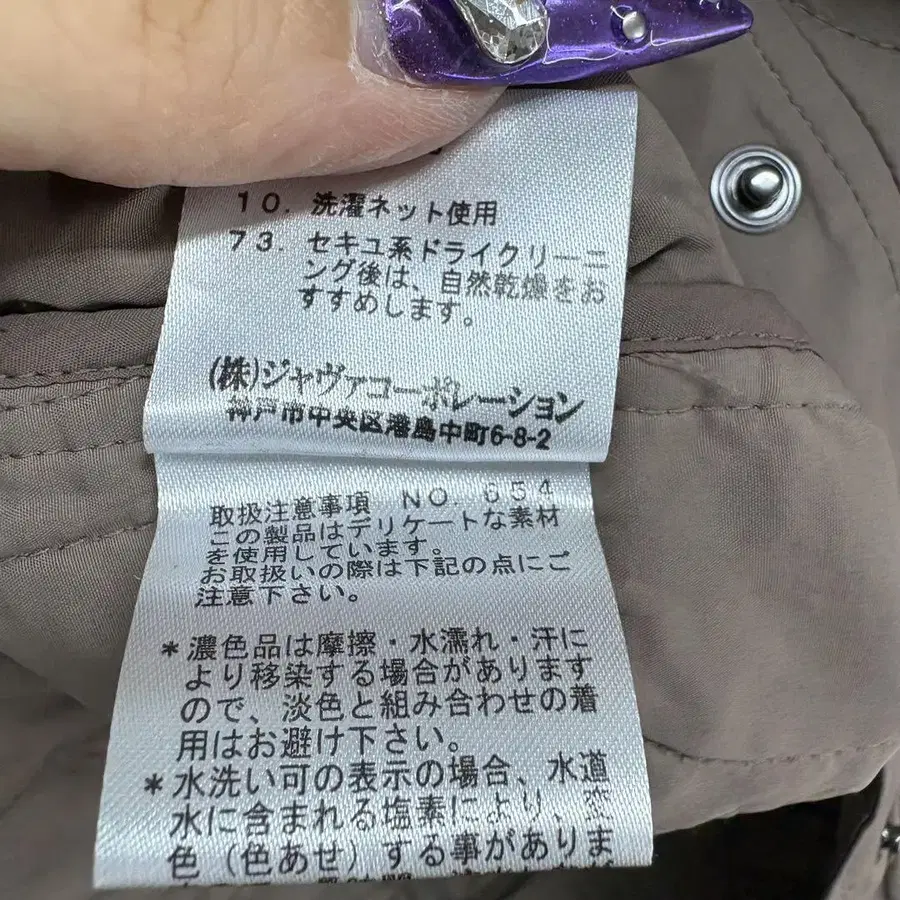 10. 洗濯ネット使用
73. セキユ系ドライクリーニ
ング後は、自然乾燥をお
すすめします。
(株)ジャヴァコーポレーション
神戸市中央区港島中町6-8-2
取扱注意事項 NO. 654
この製品はデリケートな素材
を使用しています。
お取扱いの際は下記の点にご
注意下さい。
*濃色品は摩擦・水濡れ・汗に
より移染する場合があります
ので、淡色と組み合わせの着
用はお避け下さい。
*水洗い可の表示の場合、水道
水に含まれる塩素により、変
色(色あせ)する事がありま